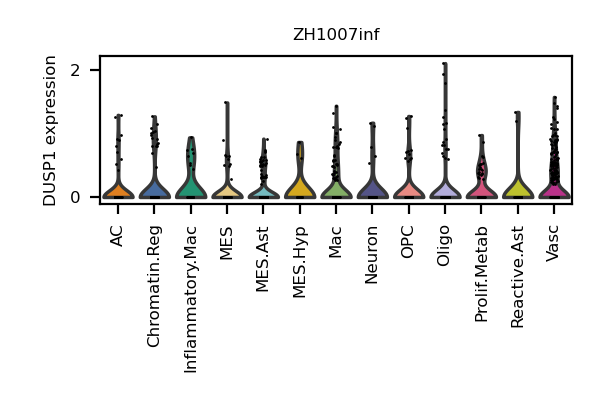 ZH1007inf
DUSP1 expression
2
0
AC
Chromatin.Reg
Inflammatory.Mac
MES
MES.Ast
MES.Hyp
Mac
Neuron
OPC
Oligo
Prolif.Metab
Reactive.Ast
Vasc